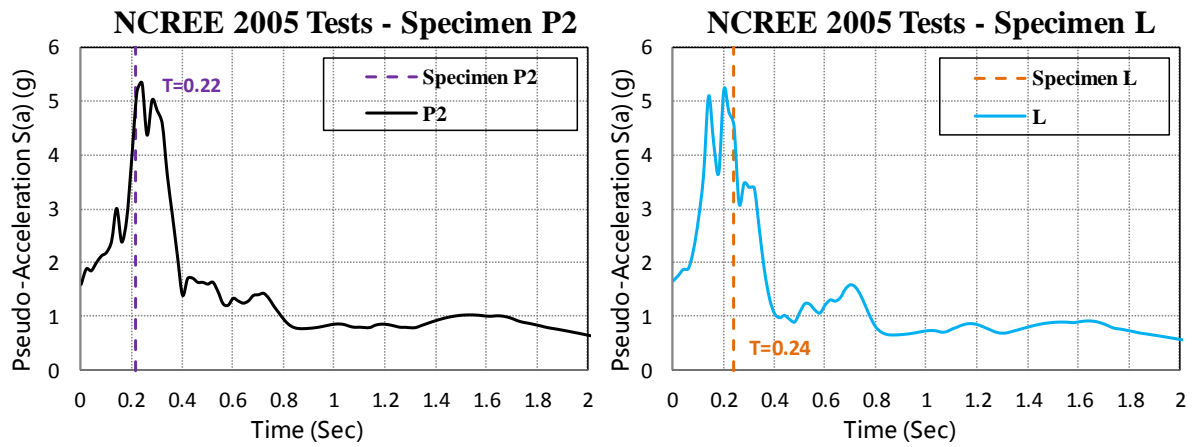 NCREE 2005 Tests - Specimen P2
Pseudo-Acceleration S(a) (g)
6
5
4
3
2
1
0
T=0.22
Specimen P2
P2
0 0.2 0.4 0.6 0.8 1 1.2 1.4 1.6 1.8 2
Time (Sec)
NCREE 2005 Tests - Specimen L
Pseudo-Acceleration S(a) (g)
6
5
4
3
2
1
0
Specimen L
L
T=0.24
0 0.2 0.4 0.6 0.8 1 1.2 1.4 1.6 1.8 2
Time (Sec)